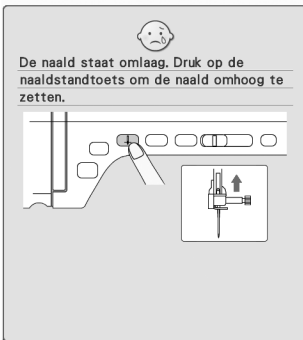 De naald staat omlaag. Druk op de
naaldstandtoets om de naald omhoog te
zetten.